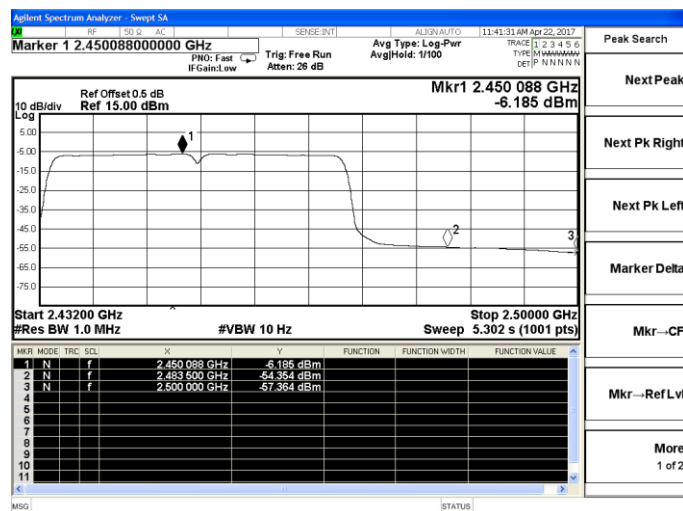 Agilent Spectrum Analyzer - Swept SA
RF 50 Ω AC SENSE:INT ALIGN AUTO 11:41:31 AM Apr 22, 2017
Marker 1 2.450088000000 GHz
PNO: Fast
IFGain:Low
Trig: Free Run
Atten: 26 dB
Avg Type: Log-Pwr
Avg|Hold: 1/100
TRACE 1 2 3 4 5 6
TYPE M WWWWW
DET P N N N N N
Peak Search
Next Peak
Next Pk Right
Next Pk Left
Marker Delta
Mkr→CF
Mkr→Ref Lvl
More
1 of 2
Ref Offset 0.5 dB
10 dB/div Ref 15.00 dBm
Log
Mkr1 2.450 088 GHz
-6.185 dBm
5.00
-5.00
-15.0
-25.0
-35.0
-45.0
-55.0
-65.0
-75.0
1
2
3
Start 2.43200 GHz Stop 2.50000 GHz
#Res BW 1.0 MHz #VBW 10 Hz Sweep 5.302 s (1001 pts)
MKR MODE TRC SCL X Y FUNCTION FUNCTION WIDTH FUNCTION VALUE
1 N f 2.450 088 GHz -6.185 dBm
2 N f 2.483 500 GHz -54.354 dBm
3 N f 2.500 000 GHz -57.364 dBm
4
5
6
7
8
9
10
11
MSG STATUS